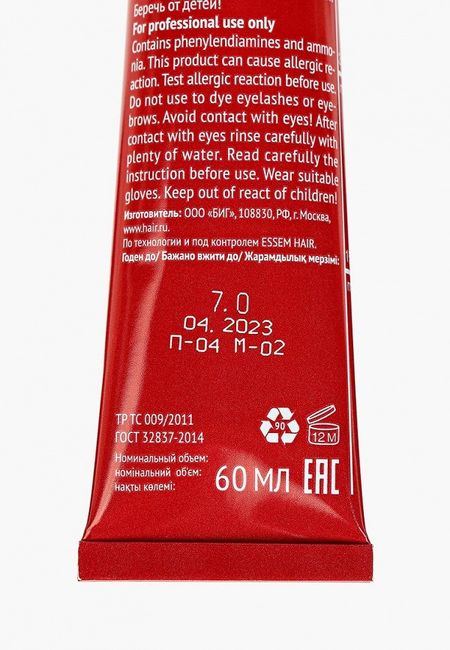 Беречь от детей!
For professional use only
Contains phenylendiamines and ammo-
nia. This product can cause allergic re-
action. Test allergic reaction before use.
Do not use to dye eyelashes or eye-
brows. Avoid contact with eyes! After
contact with eyes rinse carefully with
plenty of water. Read carefully the
instruction before use. Wear suitable
gloves. Keep out of react of children!
Изготовитель: ООО «БИГ», 108830, РФ, г. Москва,
www.hair.ru.
По технологии и под контролем ESSEM HAIR.
Годен до/ Бажано вжити до/ Жарамдылық мерзімі:
7.0
04. 2023
П-04 М-02
ТР ТС 009/2011
ГОСТ 32837-2014
90
12 M
Номинальный объем:
номінальний об'єм:
нақты көлемі:
60 МЛ
EAC